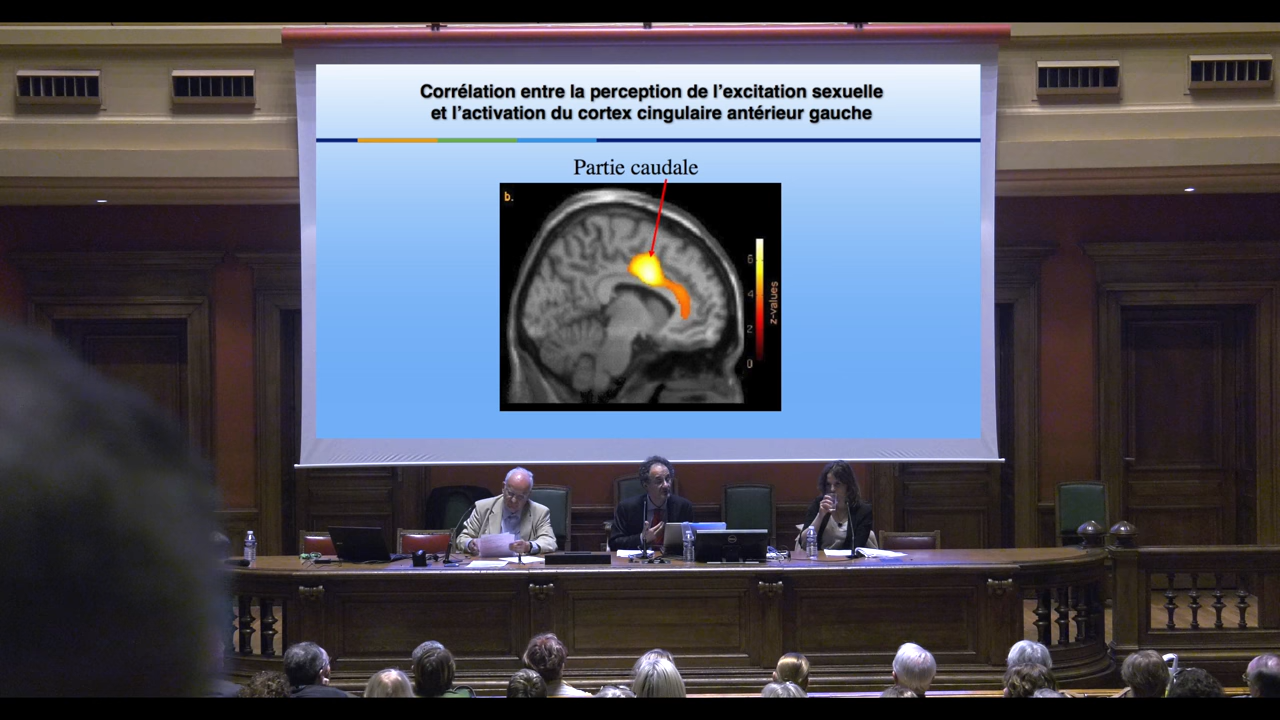 Corrélation entre la perception de l'excitation sexuelle
et l'activation du cortex cingulaire antérieur gauche
Partie caudale
b.
6
4
2
0
z-values
DELL